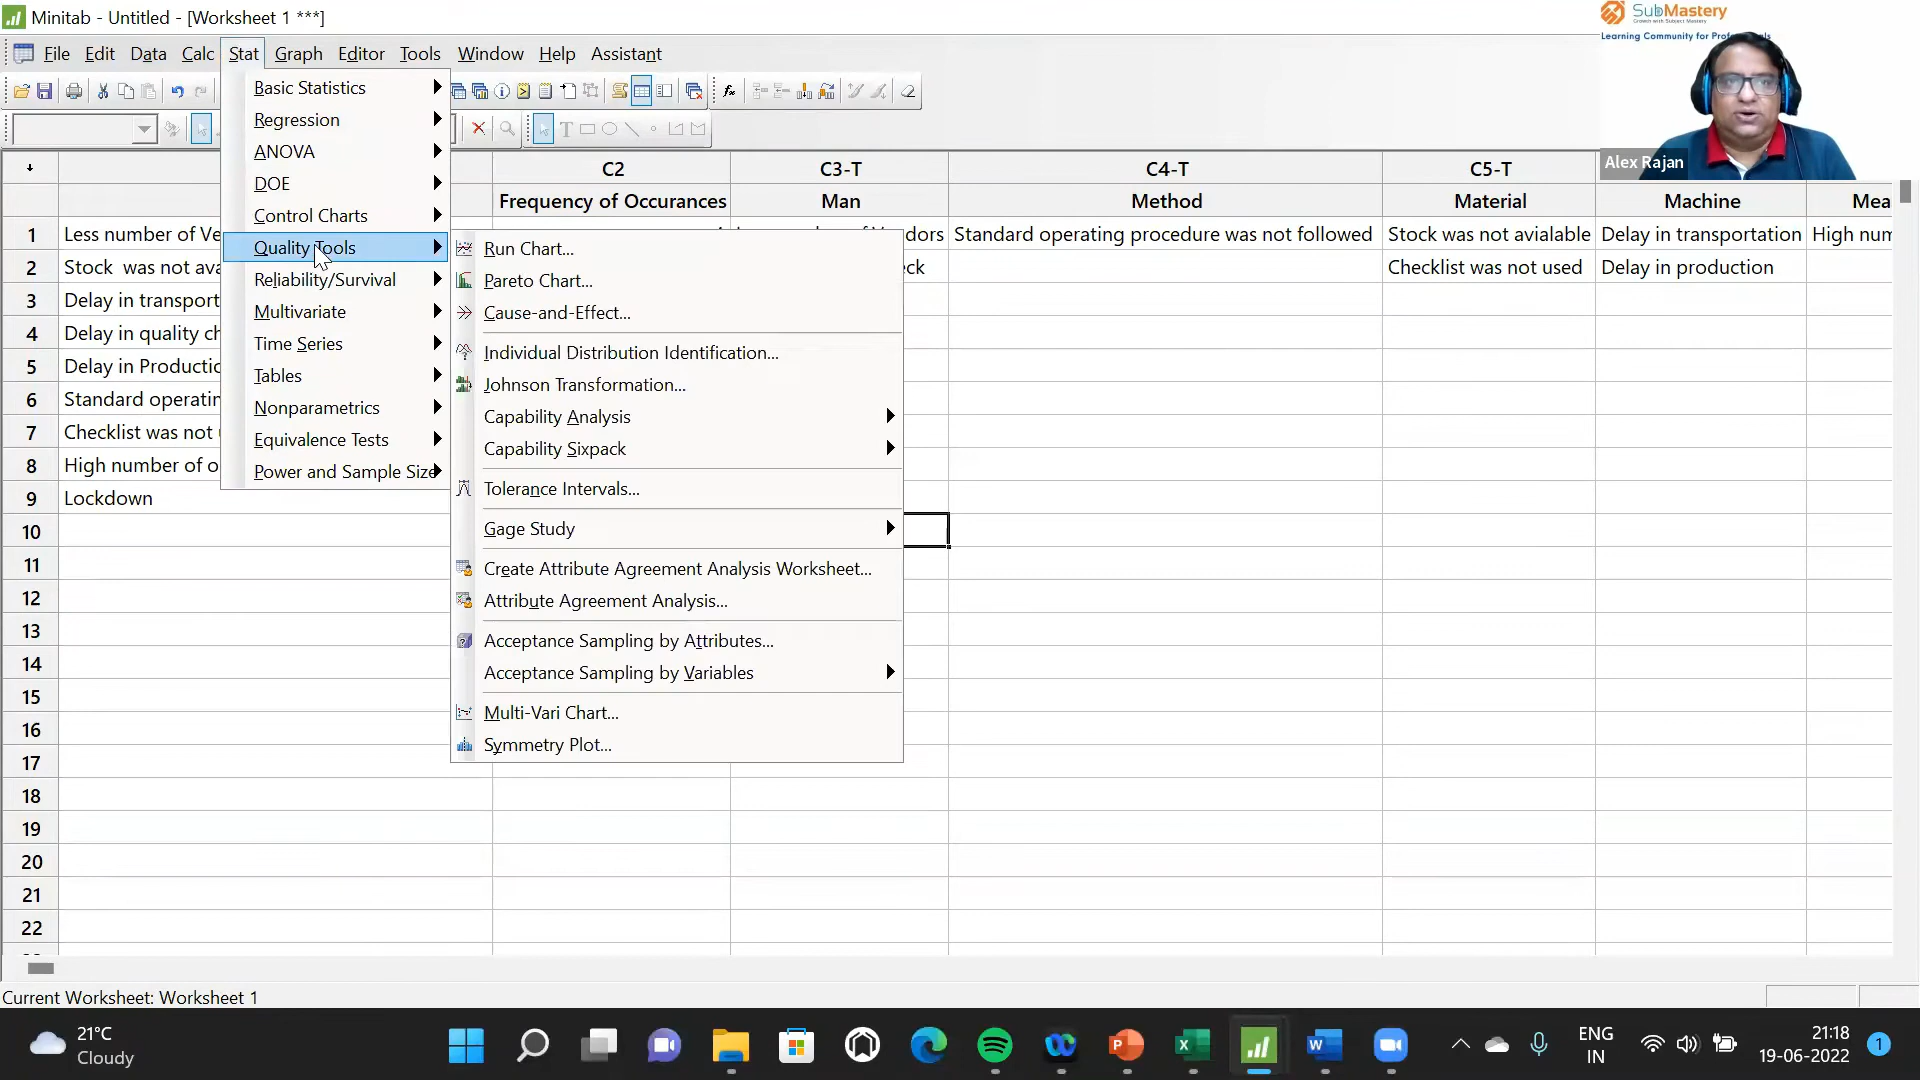 Minitab - Untitled - [Worksheet 1 ***]
SubMastery
Growth with Subject Mastery
Learning Community for Prof als
File Edit Data Calc Stat Graph Editor Tools Window Help Assistant
Alex Rajan
Basic Statistics
Regression
ANOVA
DOE
Control Charts
Quality Tools
Reliability/Survival
Multivariate
Time Series
Tables
Nonparametrics
Equivalence Tests
Power and Sample Size
Run Chart...
Pareto Chart...
Cause-and-Effect...
Individual Distribution Identification...
Johnson Transformation...
Capability Analysis
Capability Sixpack
Tolerance Intervals...
Gage Study
Create Attribute Agreement Analysis Worksheet...
Attribute Agreement Analysis...
Acceptance Sampling by Attributes...
Acceptance Sampling by Variables
Multi-Vari Chart...
Symmetry Plot...
C2 C3-T C4-T C5-T
Frequency of Occurances Man Method Material Machine Mea
1 Less number of Ve dors Standard operating procedure was not followed Stock was not avialable Delay in transportation High num
2 Stock was not ava eck Checklist was not used Delay in production
3 Delay in transport
4 Delay in quality ch
5 Delay in Productio
6 Standard operatin
7 Checklist was not
8 High number of o
9 Lockdown
10
11
12
13
14
15
16
17
18
19
20
21
22
Current Worksheet: Worksheet 1
21°C
Cloudy
ENG
IN
21:18
19-06-2022
1